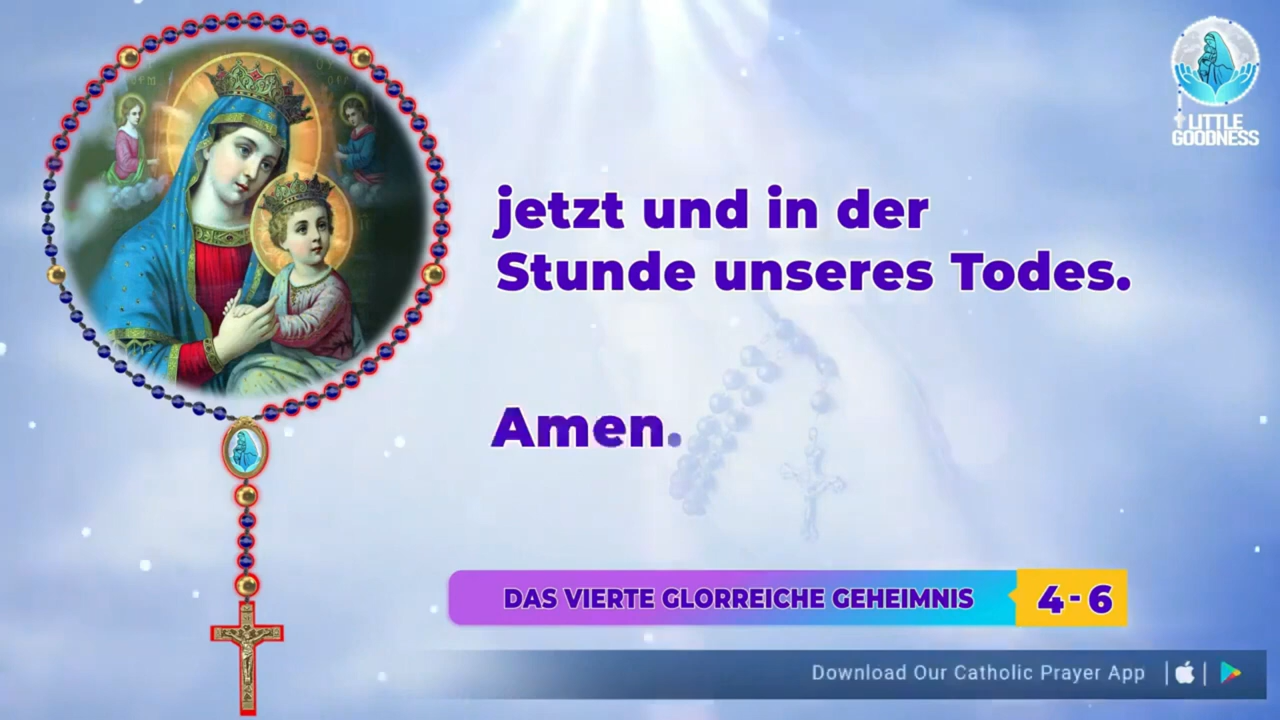 LITTLE
GOODNESS
jetzt und in der
Stunde unseres Todes.
Amen.
DAS VIERTE GLORREICHE GEHEIMNIS
4 - 6
Download Our Catholic Prayer App